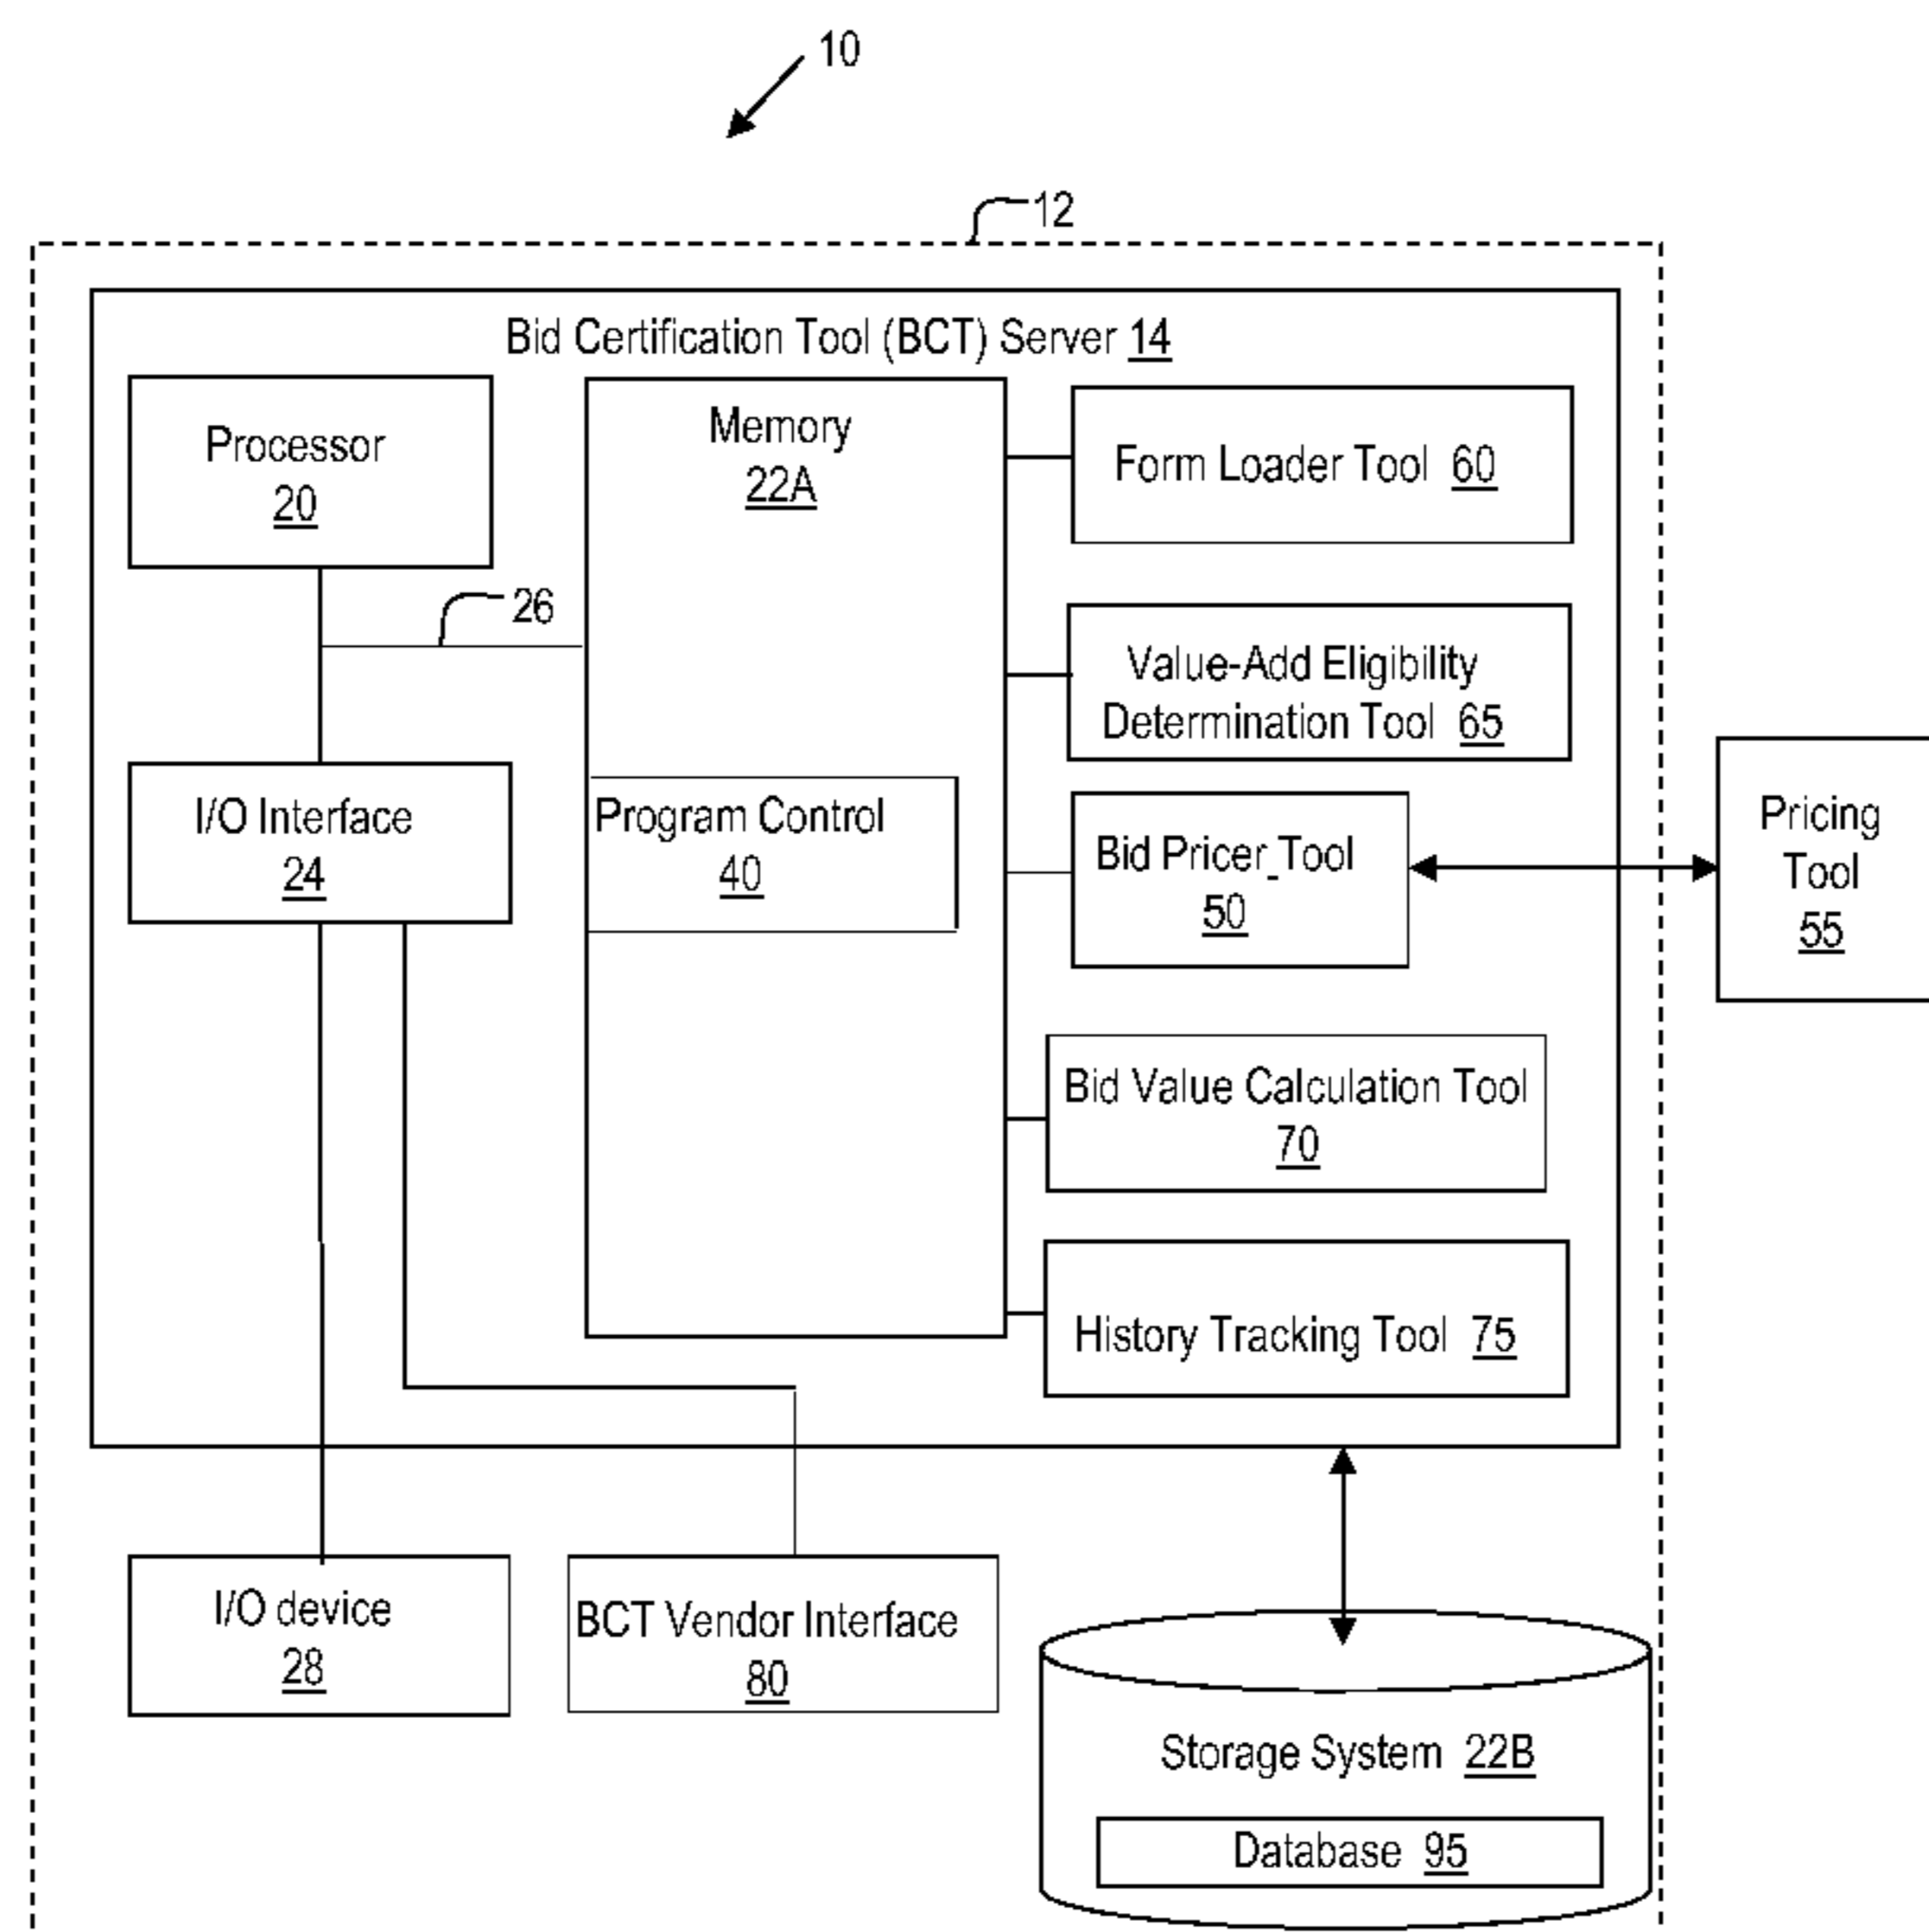 10
12
Bid Certification Tool (BCT) Server 14
Processor
20
Memory
22A
Form Loader Tool 60
26
Value-Add Eligibility
Determination Tool 65
I/O Interface
24
Program Control
40
Bid Pricer_Tool
50
Pricing
Tool
55
Bid Value Calculation Tool
70
History Tracking Tool 75
I/O device
28
BCT Vendor Interface
80
Storage System 22B
Database 95